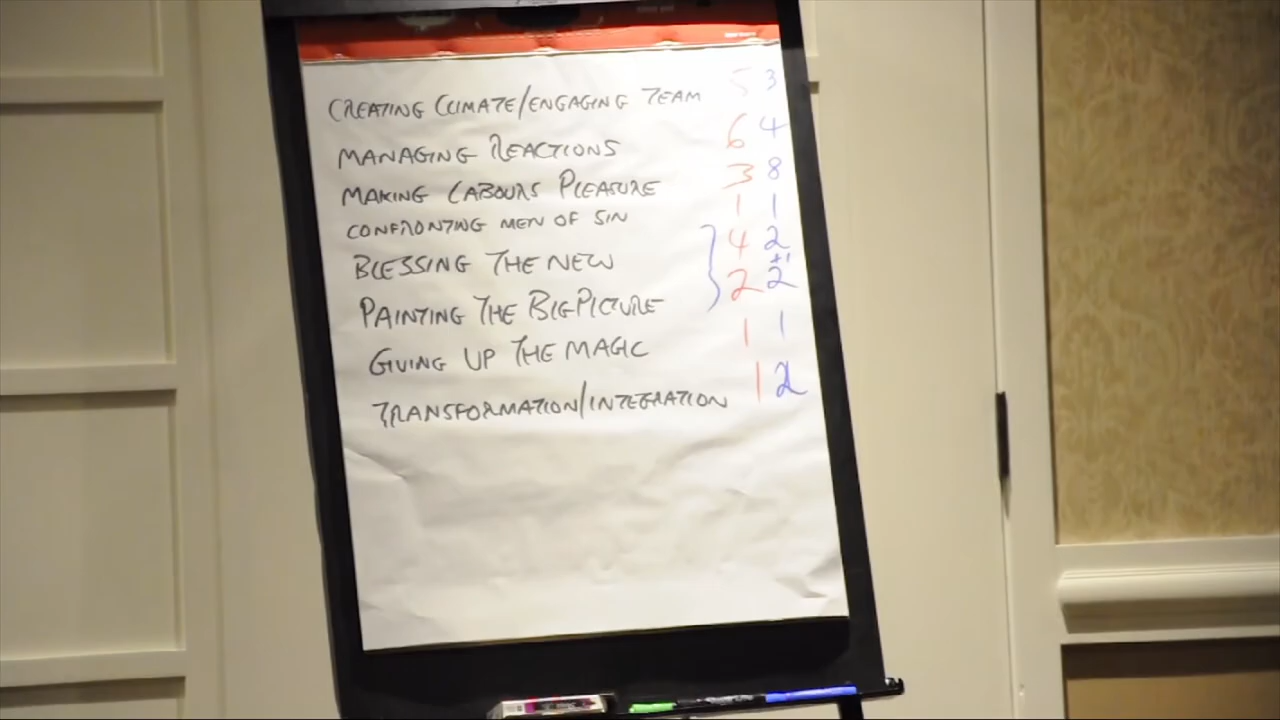 CREATING CLIMATE/ENGAGING TEAM 5 3
MANAGING REACTIONS 6 4
MAKING LABOURS PLEASURE 3 8
CONFRONTING MEN OF SIN 1 1
BLESSING THE NEW 4 2
PAINTING THE BIG PICTURE 2 2 +1
GIVING UP THE MAGIC 1 1
TRANSFORMATION/INTEGRATION 1 2